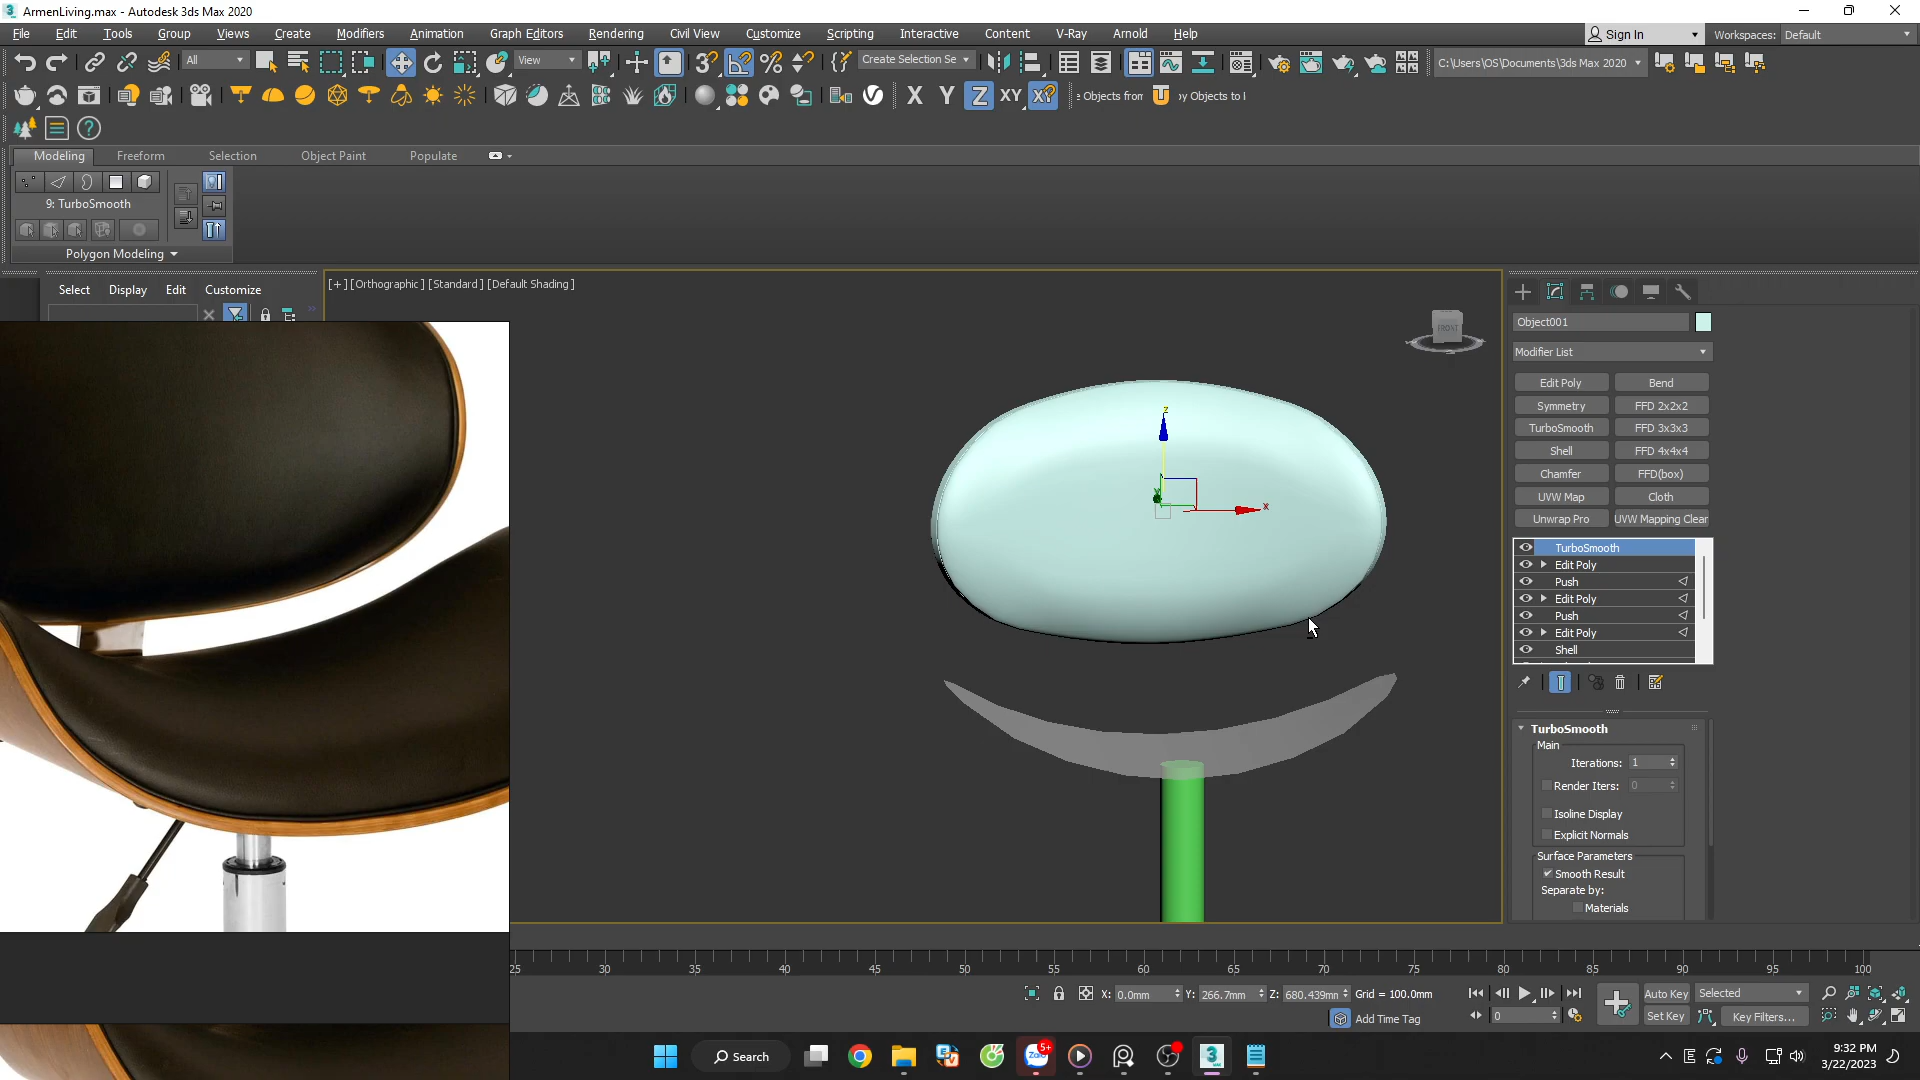 ArmenLiving.max - Autodesk 3ds Max 2020
File Edit Tools Group Views Create Modifiers Animation Graph Editors Rendering Civil View Customize Scripting Interactive Content V-Ray Arnold Help
Sign In Workspaces: Default
All View Create Selection Se C:\Users\OS\Documents\3ds Max 2020
X Y Z XY XY e Objects from by Objects to I
Modeling Freeform Selection Object Paint Populate
9: TurboSmooth
Polygon Modeling
Select Display Edit Customize
[+] [Orthographic] [Standard] [Default Shading]
FRONT
Object001
Modifier List
Edit Poly Bend
Symmetry FFD 2x2x2
TurboSmooth FFD 3x3x3
Shell FFD 4x4x4
Chamfer FFD(box)
UVW Map Cloth
Unwrap Pro UVW Mapping Clear
TurboSmooth
Edit Poly
Push
Edit Poly
Push
Edit Poly
Shell
z
x
TurboSmooth
Main
Iterations: 1
Render Iters: 0
Isoline Display
Explicit Normals
Surface Parameters
Smooth Result
Separate by:
Materials
25 30 35 40 45 50 55 60 65 70 75 80 85 90 95 100
X: 0.0mm Y: 266.7mm Z: 680.439mm Grid = 100.0mm
Auto Key Selected
Add Time Tag
0
Set Key Key Filters...
Search
Zalo
5+
3
9:32 PM
3/22/2023